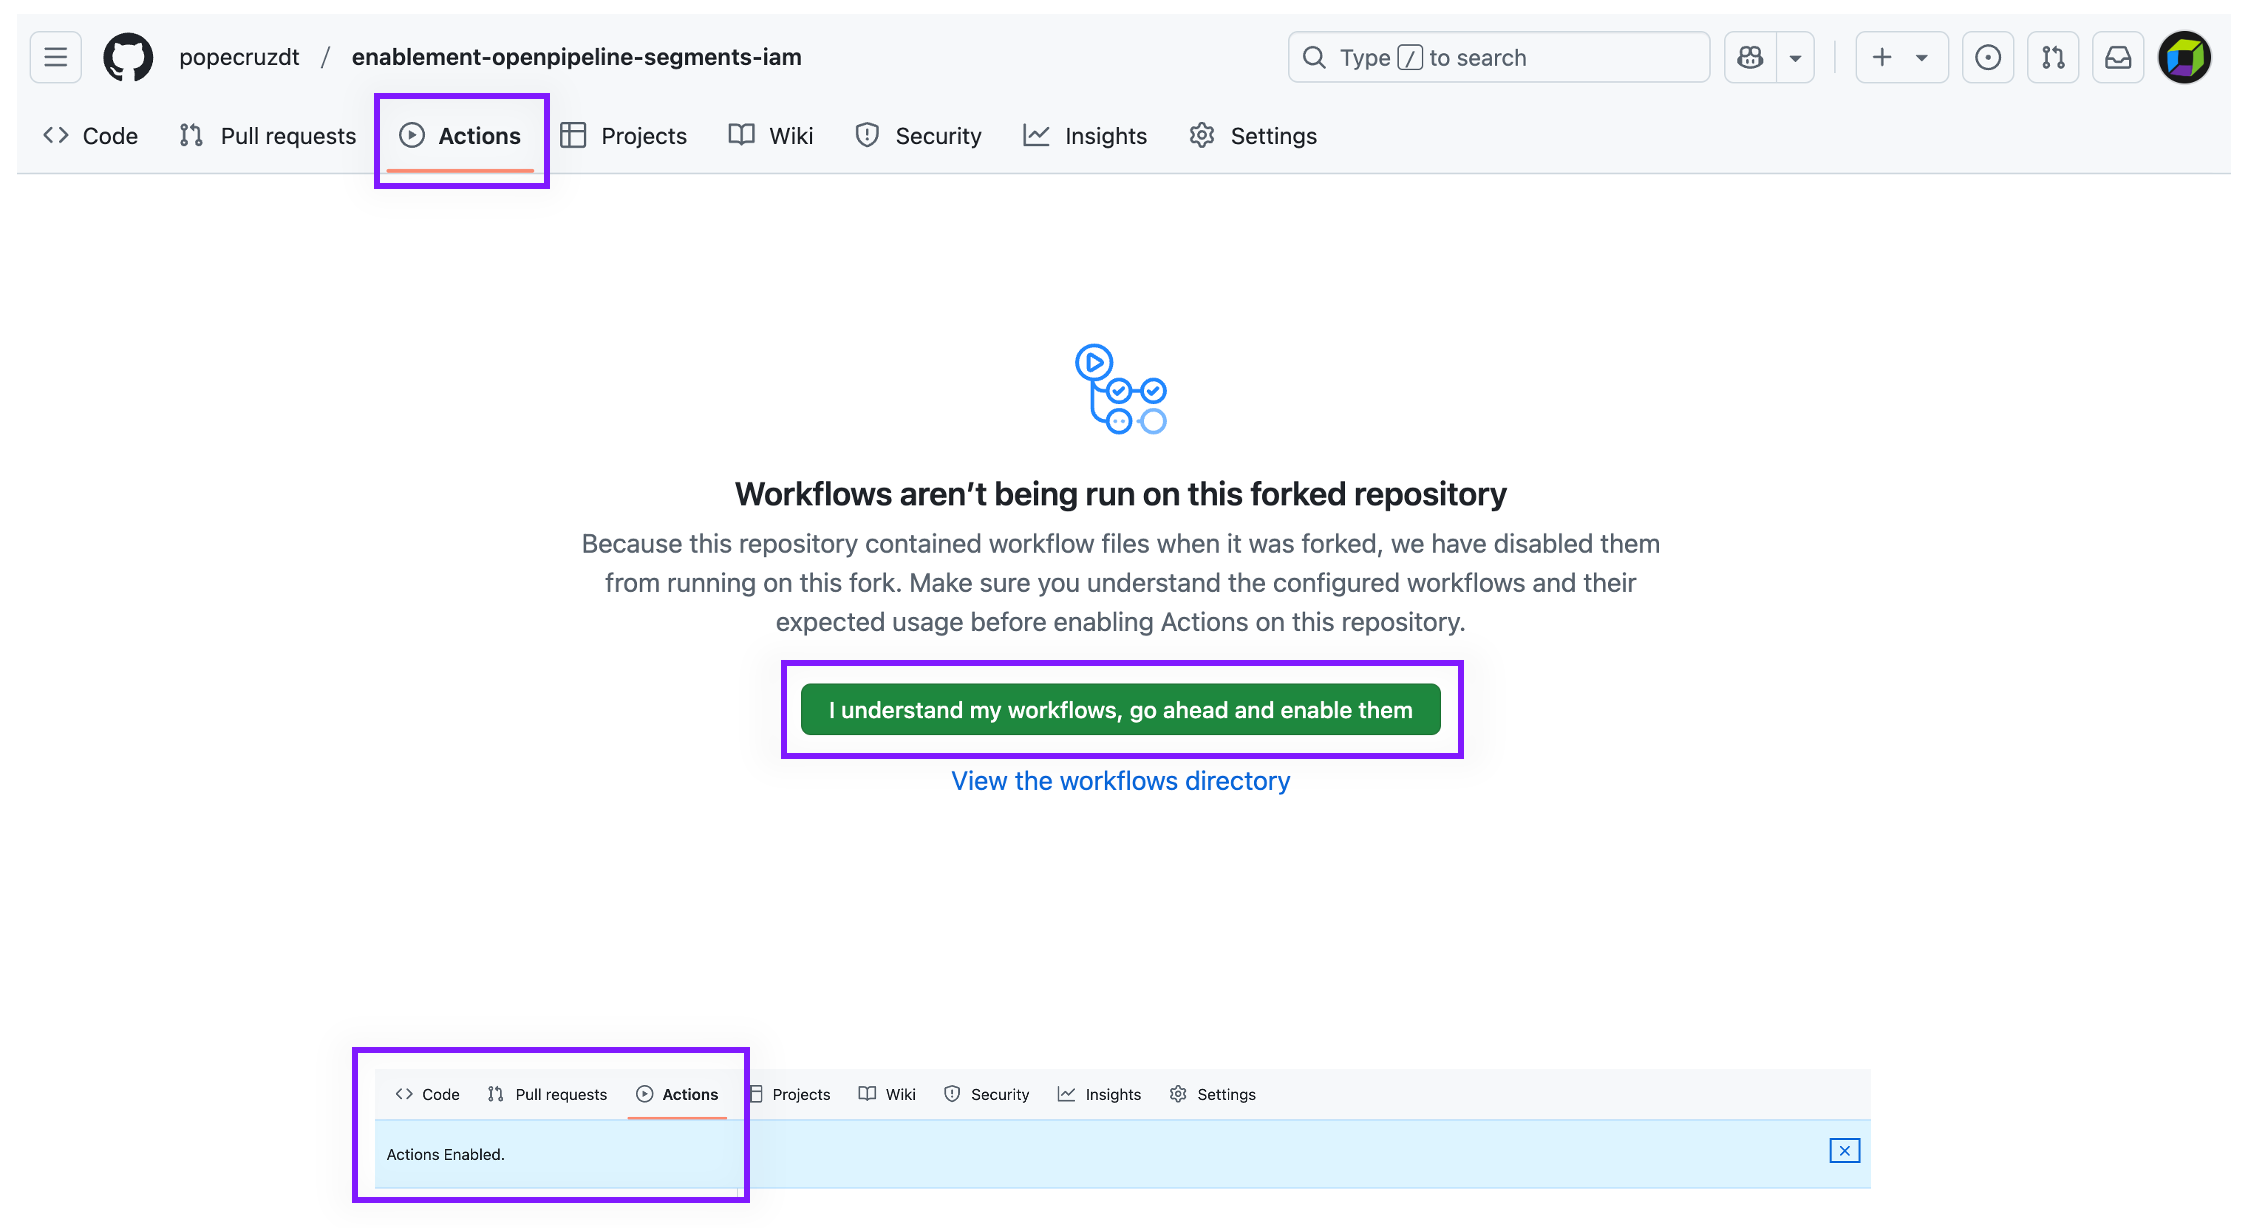 popecruzdt / enablement-openpipeline-segments-iam
Type / to search
Code Pull requests Actions Projects Wiki Security Insights Settings
Workflows aren’t being run on this forked repository
Because this repository contained workflow files when it was forked, we have disabled them
from running on this fork. Make sure you understand the configured workflows and their
expected usage before enabling Actions on this repository.
I understand my workflows, go ahead and enable them
View the workflows directory
Code Pull requests Actions Projects Wiki Security Insights Settings
Actions Enabled.